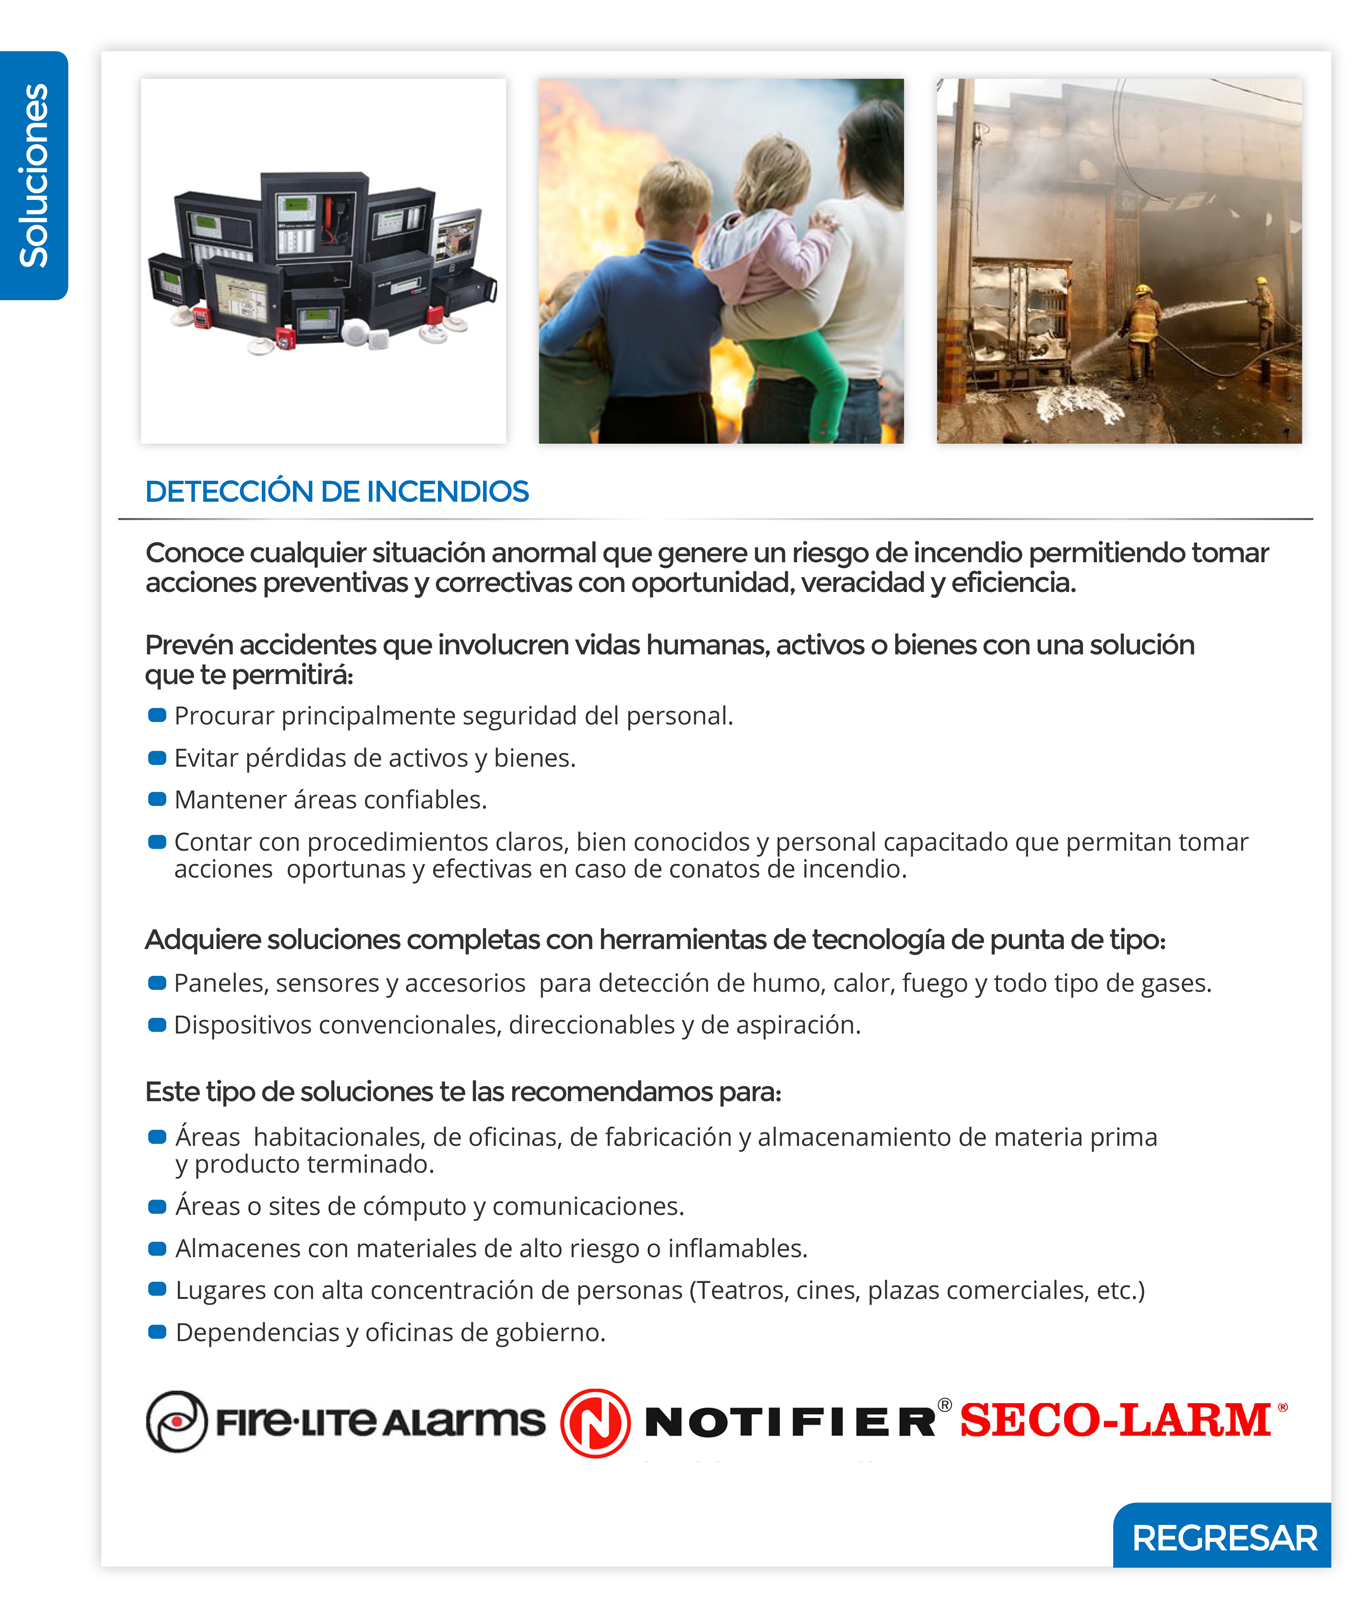 Soluciones
DETECCIÓN DE INCENDIOS
Conoce cualquier situación anormal que genere un riesgo de incendio permitiendo tomar
acciones preventivas y correctivas con oportunidad, veracidad y eficiencia.
Prevén accidentes que involucren vidas humanas, activos o bienes con una solución
que te permitirá:
Procurar principalmente seguridad del personal.
Evitar pérdidas de activos y bienes.
Mantener áreas confiables.
Contar con procedimientos claros, bien conocidos y personal capacitado que permitan tomar
acciones  oportunas y efectivas en caso de conatos de incendio.
Adquiere soluciones completas con herramientas de tecnología de punta de tipo:
Paneles, sensores y accesorios  para detección de humo, calor, fuego y todo tipo de gases.
Dispositivos convencionales, direccionables y de aspiración.
Este tipo de soluciones te las recomendamos para:
Áreas  habitacionales, de oficinas, de fabricación y almacenamiento de materia prima
y producto terminado.
Áreas o sites de cómputo y comunicaciones.
Almacenes con materiales de alto riesgo o inflamables.
Lugares con alta concentración de personas (Teatros, cines, plazas comerciales, etc.)
Dependencias y oficinas de gobierno.
FIRE·LITE ALARMS N NOTIFIER® SECO-LARM®
REGRESAR